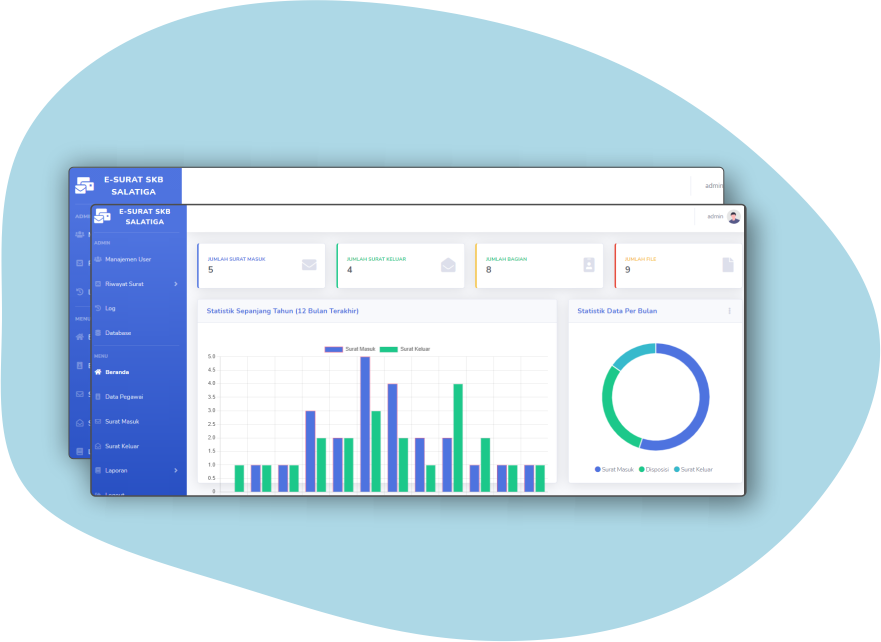 E-SURAT SKB
SALATIGA
admin
E-SURAT SKB
SALATIGA
admin
ADMIN
Manajemen User
Riwayat Surat
Log
Database
MENU
Beranda
Data Pegawai
Surat Masuk
Surat Keluar
Laporan
JUMLAH SURAT MASUK
5
JUMLAH SURAT KELUAR
4
JUMLAH BAGIAN
8
JUMLAH FILE
9
Statistik Sepanjang Tahun (12 Bulan Terakhir)
Surat Masuk Surat Keluar
5.0
4.5
4.0
3.5
3.0
2.5
2.0
1.5
1.0
0.5
0
Statistik Data Per Bulan
Surat Masuk Disposisi Surat Keluar